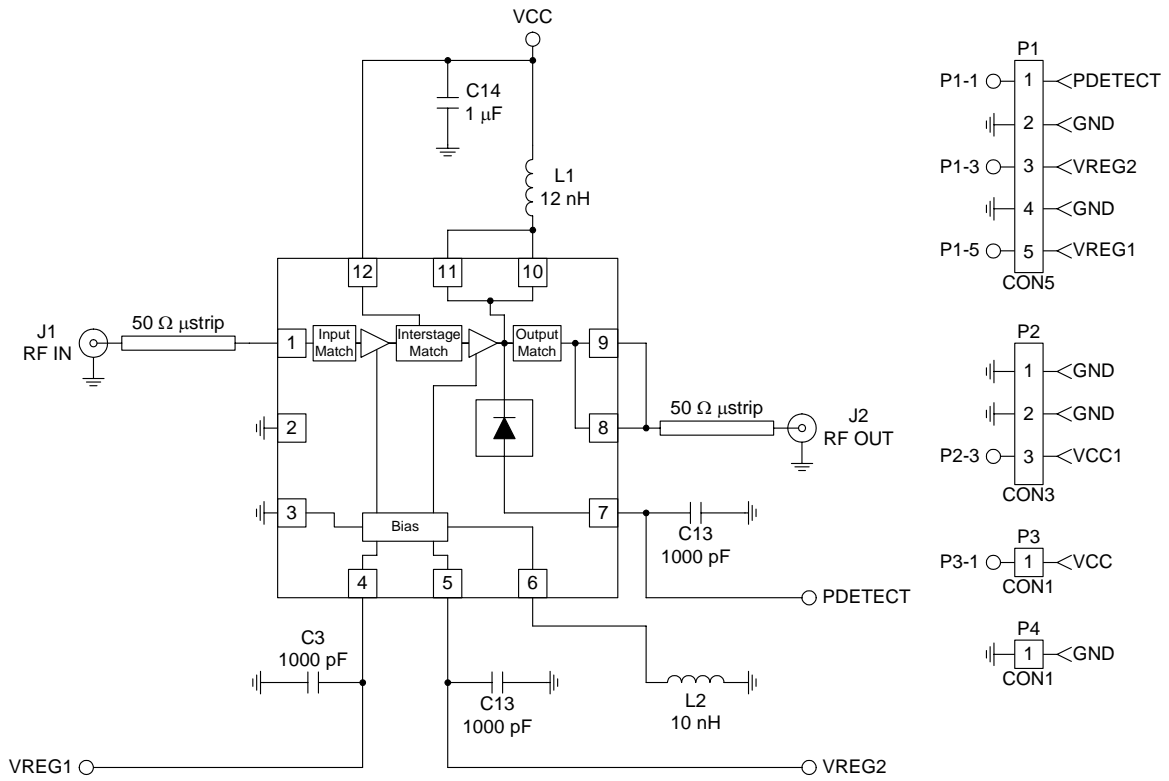 VCC
C14
1 μF
L1
12 nH
12
11
10
J1
RF IN
50 Ω μstrip
1
Input
Match
Interstage
Match
Output
Match
9
2
8
50 Ω μstrip
J2
RF OUT
3
Bias
7
C13
1000 pF
4
5
6
PDETECT
C3
1000 pF
C13
1000 pF
L2
10 nH
VREG1
VREG2
P1
P1-1
1
PDETECT
2
GND
P1-3
3
VREG2
4
GND
P1-5
5
VREG1
CON5
P2
1
GND
2
GND
P2-3
3
VCC1
CON3
P3
P3-1
1
VCC
CON1
P4
1
GND
CON1